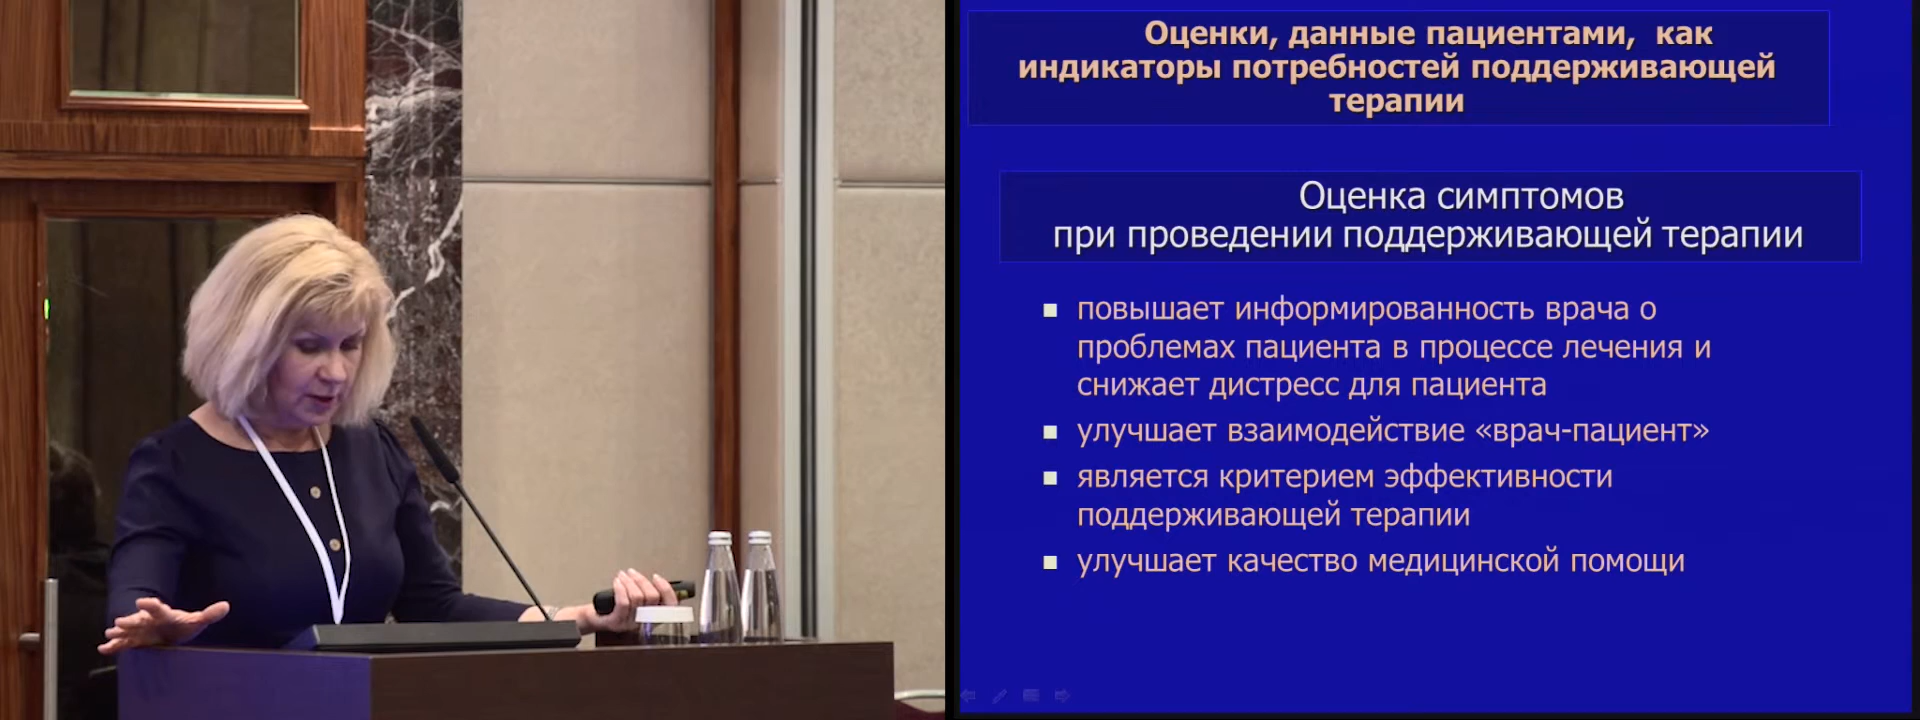 Оценки, данные пациентами, как
индикаторы потребностей поддерживающей
терапии
Оценка симптомов
при проведении поддерживающей терапии
повышает информированность врача о
проблемах пациента в процессе лечения и
снижает дистресс для пациента
улучшает взаимодействие «врач-пациент»
является критерием эффективности
поддерживающей терапии
улучшает качество медицинской помощи